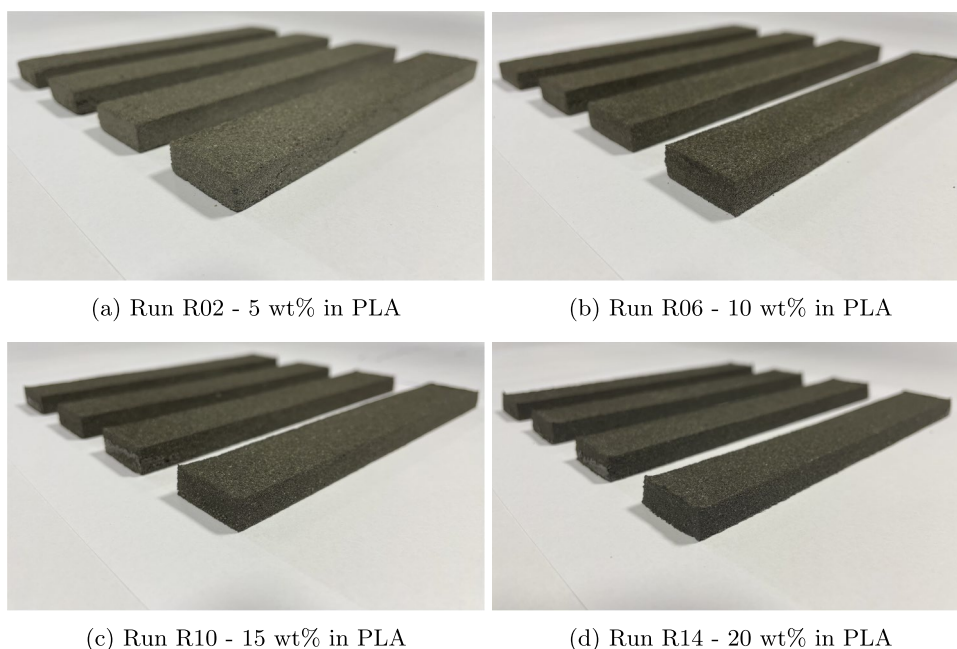 (a) Run R02 - 5 wt% in PLA
(b) Run R06 - 10 wt% in PLA
(c) Run R10 - 15 wt% in PLA
(d) Run R14 - 20 wt% in PLA